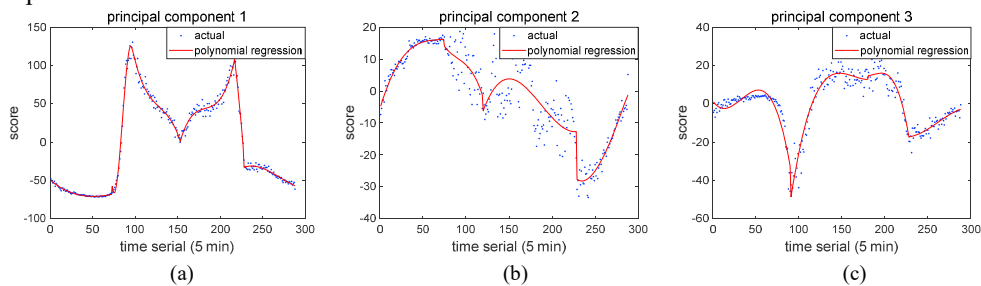 principal component 1
actual
polynomial regression
150
100
50
0
-50
-100
score
0
50
100
150
200
250
300
time serial (5 min)
(a)
principal component 2
actual
polynomial regression
20
10
0
-10
-20
-30
40
score
0
50
100
150
200
250
300
time serial (5 min)
(b)
principal component 3
actual
polynomial regression
40
20
0
-20
-40
-60
score
0
50
100
150
200
250
300
time serial (5 min)
(c)